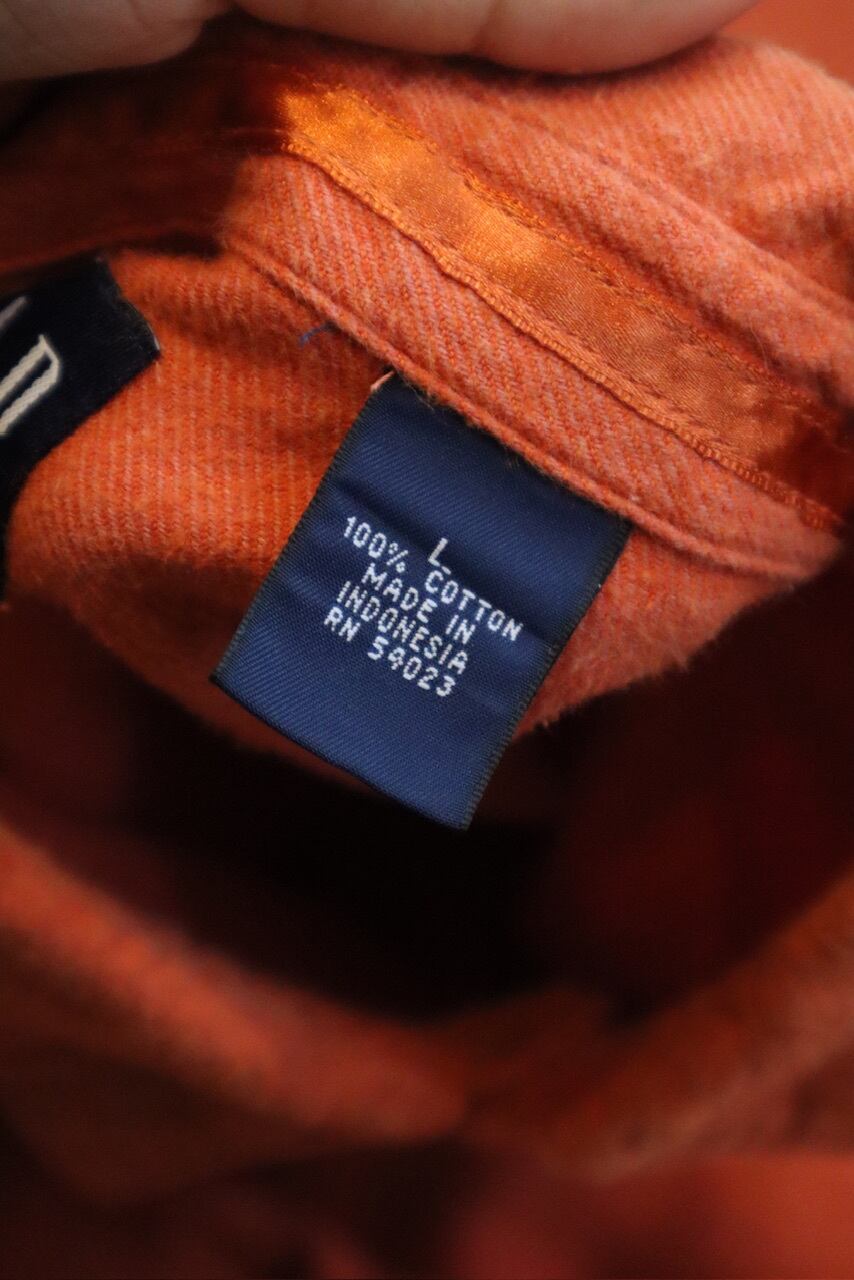 L
100% COTTON
MADE IN
INDONESIA
RN 54023